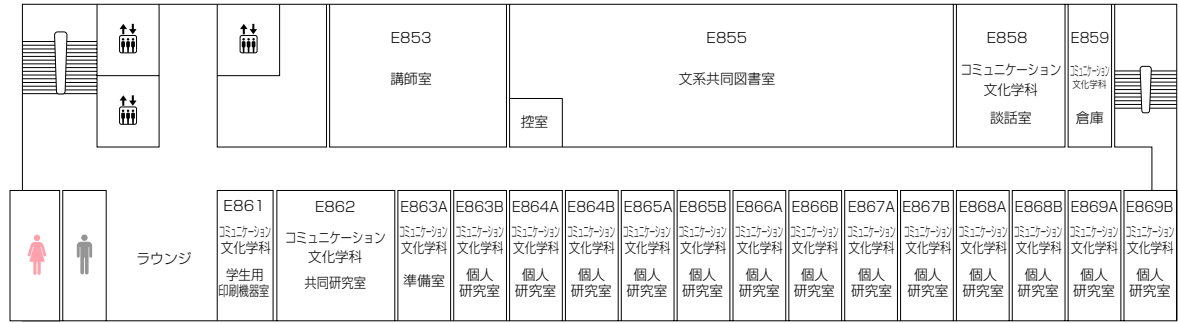 E853
講師室
E855
文系共同図書室
控室
E858
コミュニケーション
文化学科
談話室
E859
コミュニケーション
文化学科
倉庫
ラウンジ
E861
コミュニケーション
文化学科
学生用
印刷機器室
E862
コミュニケーション
文化学科
共同研究室
E863A
コミュニケーション
文化学科
準備室
E863B
コミュニケーション
文化学科
個人
研究室
E864A
コミュニケーション
文化学科
個人
研究室
E864B
コミュニケーション
文化学科
個人
研究室
E865A
コミュニケーション
文化学科
個人
研究室
E865B
コミュニケーション
文化学科
個人
研究室
E866A
コミュニケーション
文化学科
個人
研究室
E866B
コミュニケーション
文化学科
個人
研究室
E867A
コミュニケーション
文化学科
個人
研究室
E867B
コミュニケーション
文化学科
個人
研究室
E868A
コミュニケーション
文化学科
個人
研究室
E868B
コミュニケーション
文化学科
個人
研究室
E869A
コミュニケーション
文化学科
個人
研究室
E869B
コミュニケーション
文化学科
個人
研究室